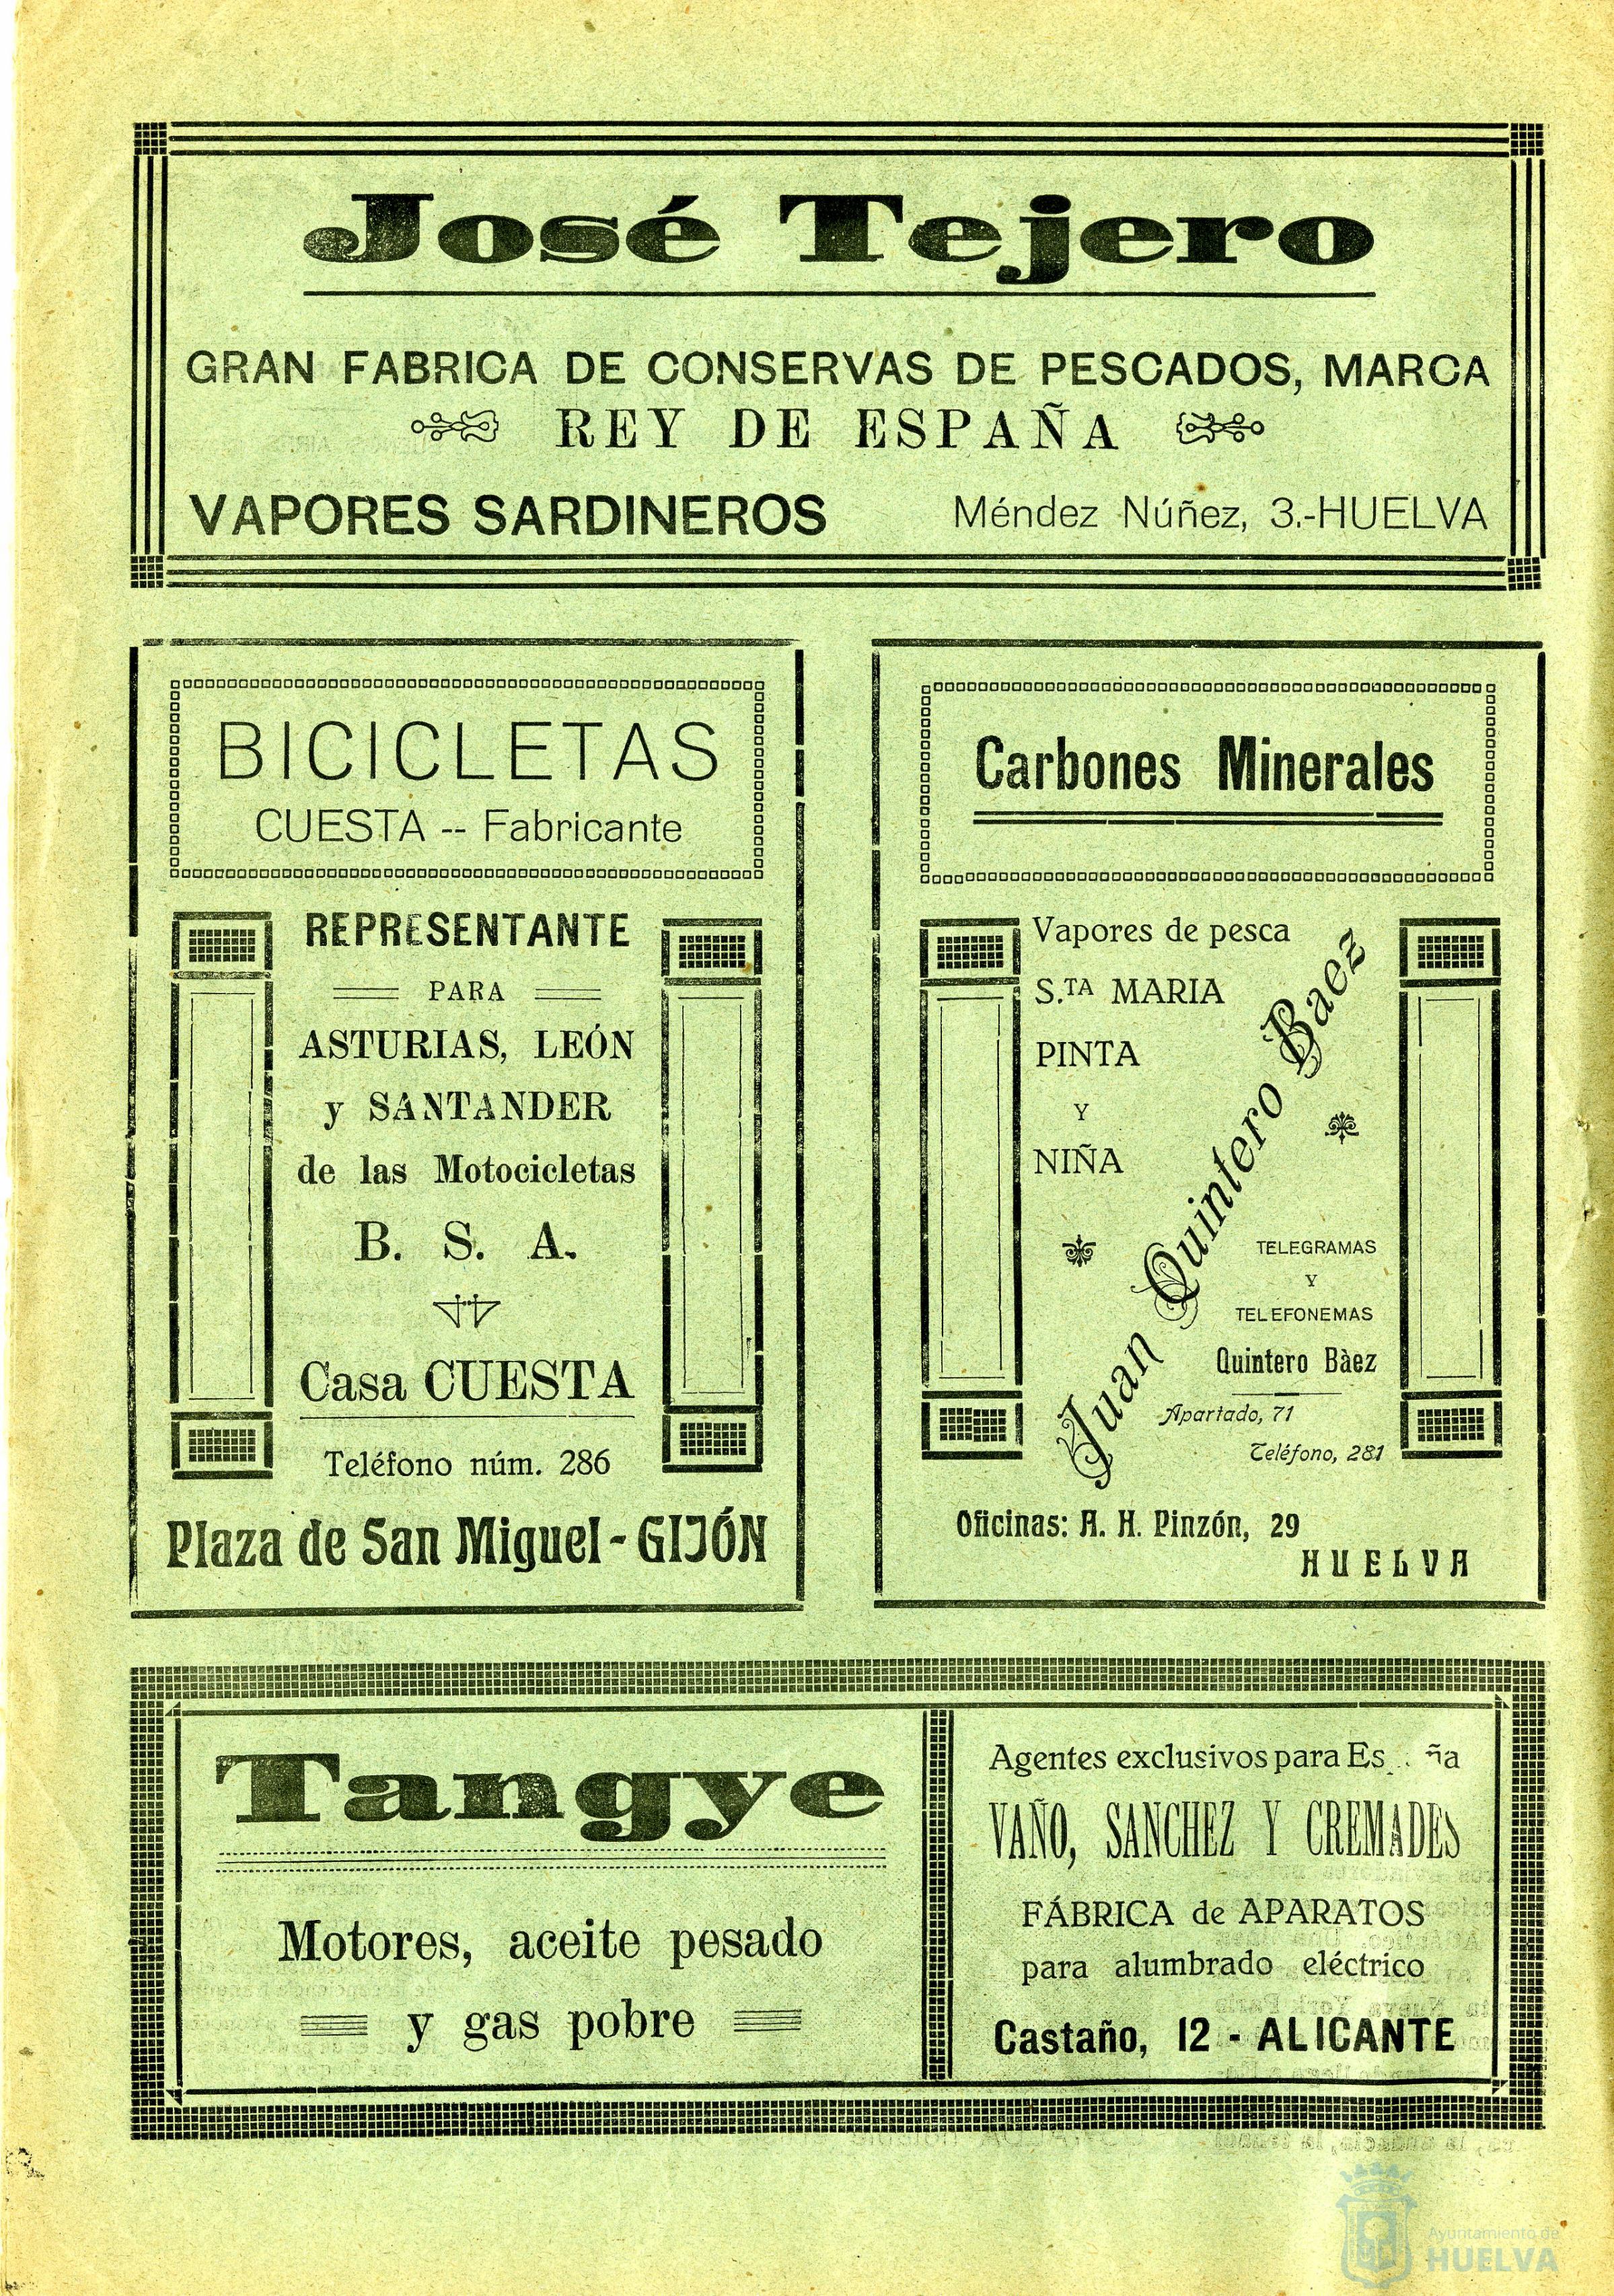 José Tejero
GRAN FABRICA DE CONSERVAS DE PESCADOS, MARCA
REY DE ESPAÑA
VAPORES SARDINEROS Méndez Núñez, 3.-HUELVA
BICICLETAS
CUESTA -- Fabricante
REPRESENTANTE
PARA
ASTURIAS, LEÓN
y SANTANDER
de las Motocicletas
B. S. A.
Casa CUESTA
Teléfono núm. 286
Plaza de San Miguel - GIJÓN
Carbones Minerales
Vapores de pesca
S.TA MARIA
PINTA
Y
NIÑA
Juan Quintero Baez
TELEGRAMAS
Y
TELEFONEMAS
Quintero Bàez
Apartado, 71
Teléfono, 281
Oficinas: A. H. Pinzón, 29
HUELVA
Tangye
Motores, aceite pesado
y gas pobre
Agentes exclusivos para Es ña
VAÑO, SANCHEZ Y CREMADES
FÁBRICA de APARATOS
para alumbrado eléctrico
Castaño, 12 - ALICANTE
Ayuntamiento de
HUELVA